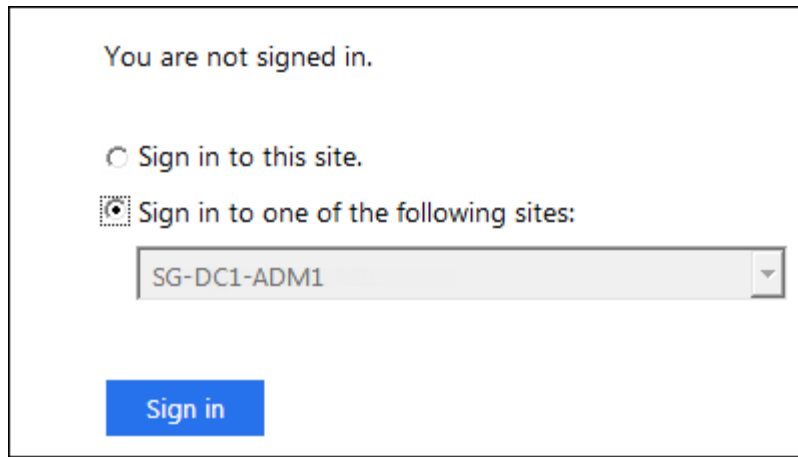 You are not signed in.
Sign in to this site.
Sign in to one of the following sites:
SG-DC1-ADM1
Sign in